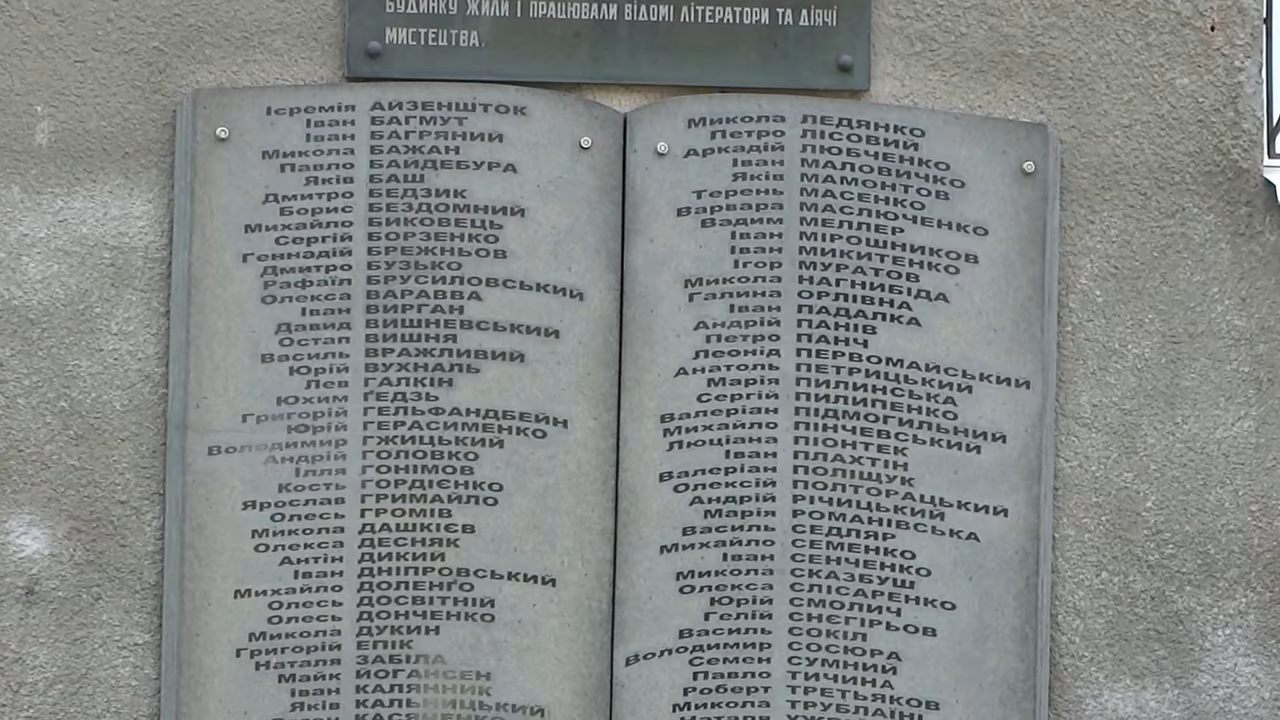 БУДИНКУ ЖИЛИ І ПРАЦЮВАЛИ ВІДОМІ ЛІТЕРАТОРИ ТА ДІЯЧІ
МИСТЕЦТВА.
Ієремія АЙЗЕНШТОК
Іван БАГМУТ
Іван БАГРЯНИЙ
Микола БАЖАН
Павло БАЙДЕБУРА
Яків БАШ
Дмитро БЕДЗИК
Борис БЕЗДОМНИЙ
Михайло БИКОВЕЦЬ
Сергій БОРЗЕНКО
Геннадій БРЕЖНЬОВ
Дмитро БУЗЬКО
Рафаїл БРУСИЛОВСЬКИЙ
Олекса ВАРАВВА
Іван ВИРГАН
Давид ВИШНЕВСЬКИЙ
Остап ВИШНЯ
Василь ВРАЖЛИВИЙ
Юрій ВУХНАЛЬ
Лев ГАЛКІН
Юхим ҐЕДЗЬ
Григорій ГЕЛЬФАНДБЕЙН
Юрій ГЕРАСИМЕНКО
Володимир ГЖИЦЬКИЙ
Андрій ГОЛОВКО
Ілля ГОНІМОВ
Кость ГОРДІЄНКО
Ярослав ГРИМАЙЛО
Олесь ГРОМІВ
Микола ДАШКІЄВ
Олекса ДЕСНЯК
Антін ДИКИЙ
Іван ДНІПРОВСЬКИЙ
Михайло ДОЛЕНҐО
Олесь ДОСВІТНІЙ
Олесь ДОНЧЕНКО
Микола ДУКИН
Григорій ЕПІК
Наталя ЗАБІЛА
Майк ЙОГАНСЕН
Іван КАЛЯННИК
Яків КАЛЬНИЦЬКИЙ
КАСЯНЕНКО
Микола ЛЕДЯНКО
Петро ЛІСОВИЙ
Аркадій ЛЮБЧЕНКО
Іван МАЛОВИЧКО
Яків МАМОНТОВ
Терень МАСЕНКО
Варвара МАСЛЮЧЕНКО
Вадим МЕЛЛЕР
Іван МІРОШНИКОВ
Іван МИКИТЕНКО
Ігор МУРАТОВ
Микола НАГНИБІДА
Галина ОРЛІВНА
Іван ПАДАЛКА
Андрій ПАНІВ
Петро ПАНЧ
Леонід ПЕРВОМАЙСЬКИЙ
Анатоль ПЕТРИЦЬКИЙ
Марія ПИЛИНСЬКА
Сергій ПИЛИПЕНКО
Валеріан ПІДМОГИЛЬНИЙ
Михайло ПІНЧЕВСЬКИЙ
Люціана ПІОНТЕК
Іван ПЛАХТІН
Валеріан ПОЛІЩУК
Олексій ПОЛТОРАЦЬКИЙ
Андрій РІЧИЦЬКИЙ
Марія РОМАНІВСЬКА
Василь СЕДЛЯР
Михайло СЕМЕНКО
Іван СЕНЧЕНКО
Микола СКАЗБУШ
Олекса СЛІСАРЕНКО
Юрій СМОЛИЧ
Гелій СНЄГІРЬОВ
Василь СОКІЛ
Володимир СОСЮРА
Семен СУМНИЙ
Павло ТИЧИНА
Роберт ТРЕТЬЯКОВ
Микола ТРУБЛАЇНІ
Наталя